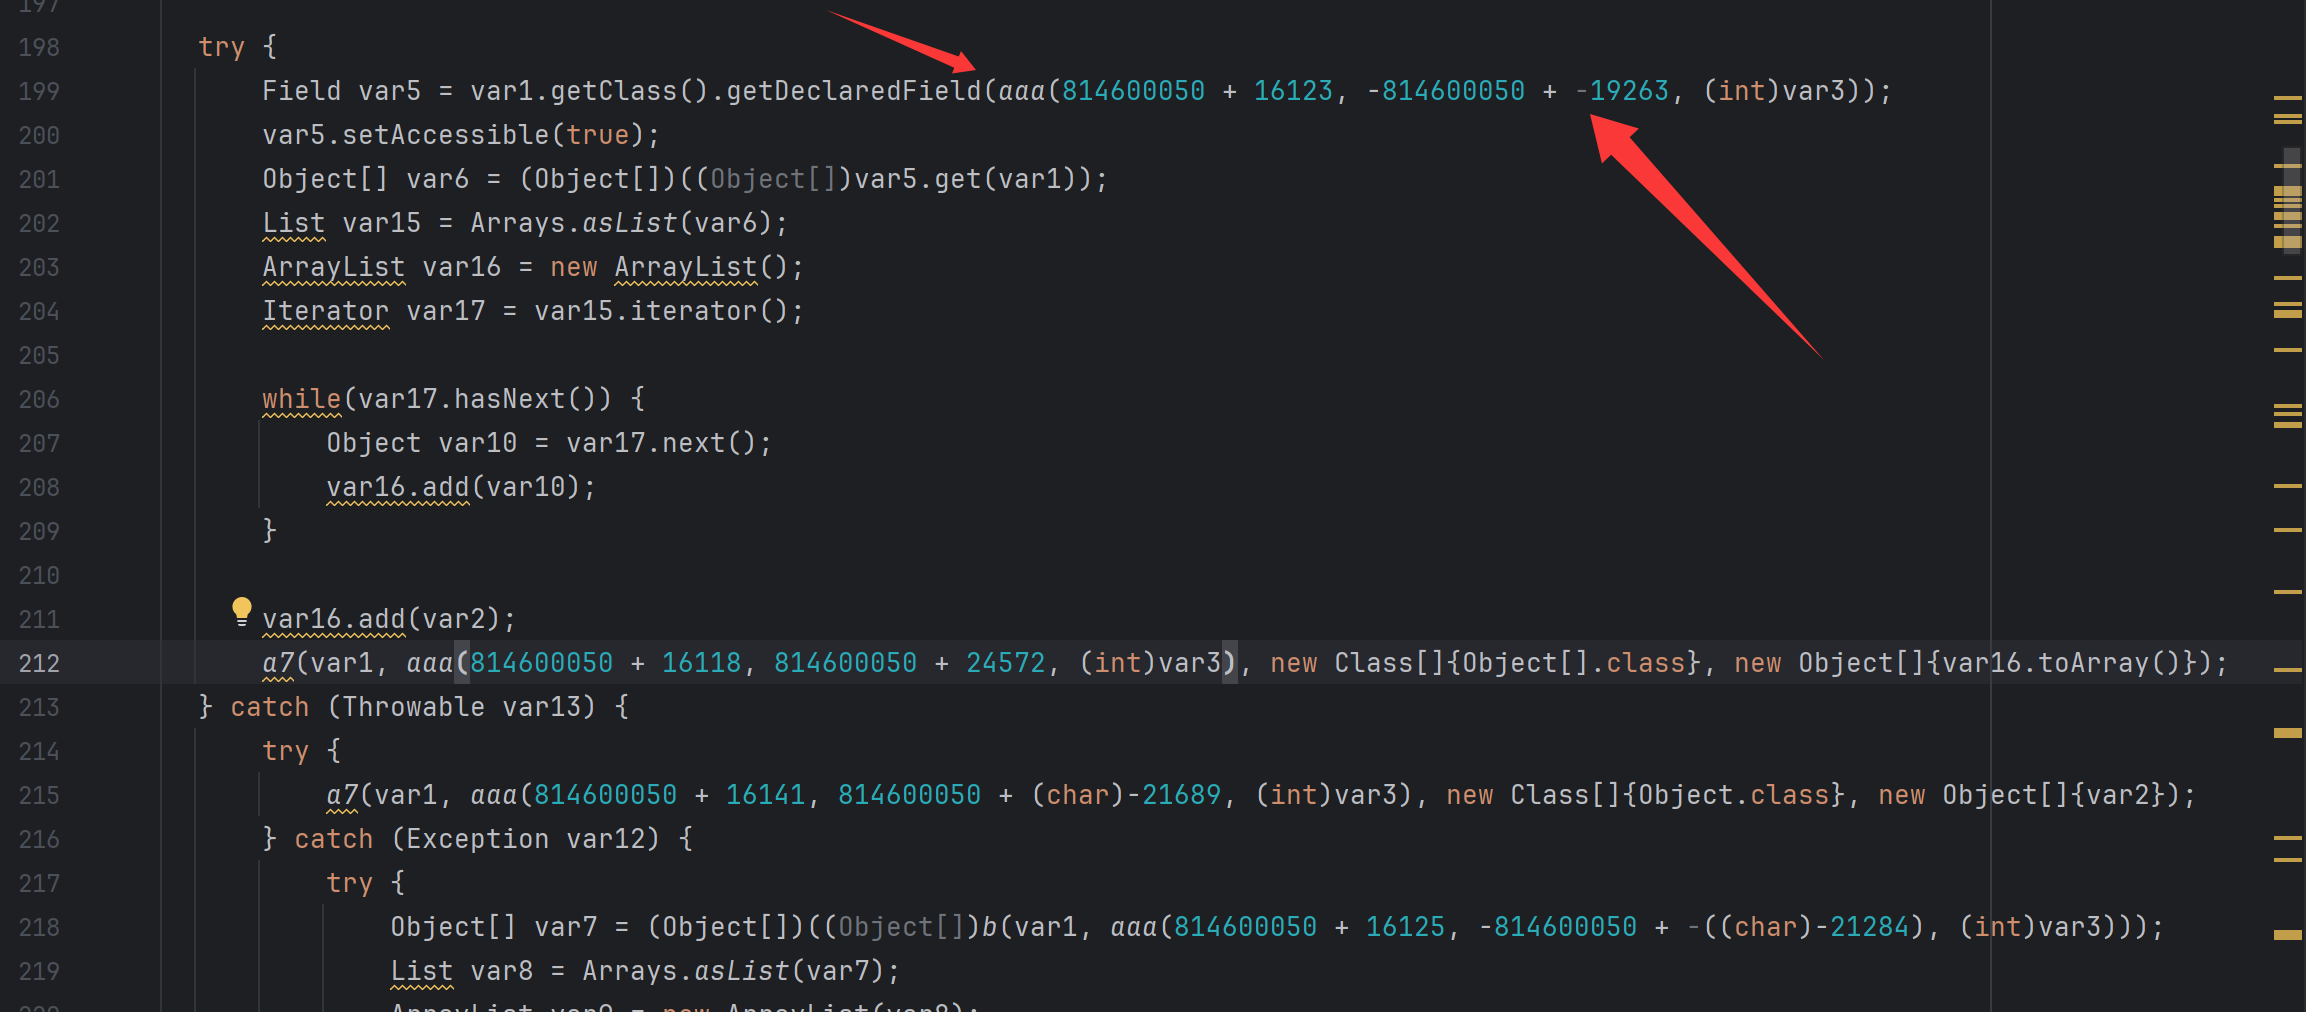 197
198 try {
199 Field var5 = var1.getClass().getDeclaredField(aaa(814600050 + 16123, -814600050 + -19263, (int)var3));
200 var5.setAccessible(true);
201 Object[] var6 = (Object[])((Object[])var5.get(var1));
202 List var15 = Arrays.asList(var6);
203 ArrayList var16 = new ArrayList();
204 Iterator var17 = var15.iterator();
205
206 while(var17.hasNext()) {
207 Object var10 = var17.next();
208 var16.add(var10);
209 }
210
211 var16.add(var2);
212 a7(var1, aaa(814600050 + 16118, 814600050 + 24572, (int)var3), new Class[]{Object[].class}, new Object[]{var16.toArray()});
213 } catch (Throwable var13) {
214 try {
215 a7(var1, aaa(814600050 + 16141, 814600050 + (char)-21689, (int)var3), new Class[]{Object.class}, new Object[]{var2});
216 } catch (Exception var12) {
217 try {
218 Object[] var7 = (Object[])((Object[])b(var1, aaa(814600050 + 16125, -814600050 + -((char)-21284), (int)var3)));
219 List var8 = Arrays.asList(var7);
220 ArrayList var9 = new ArrayList(var8);